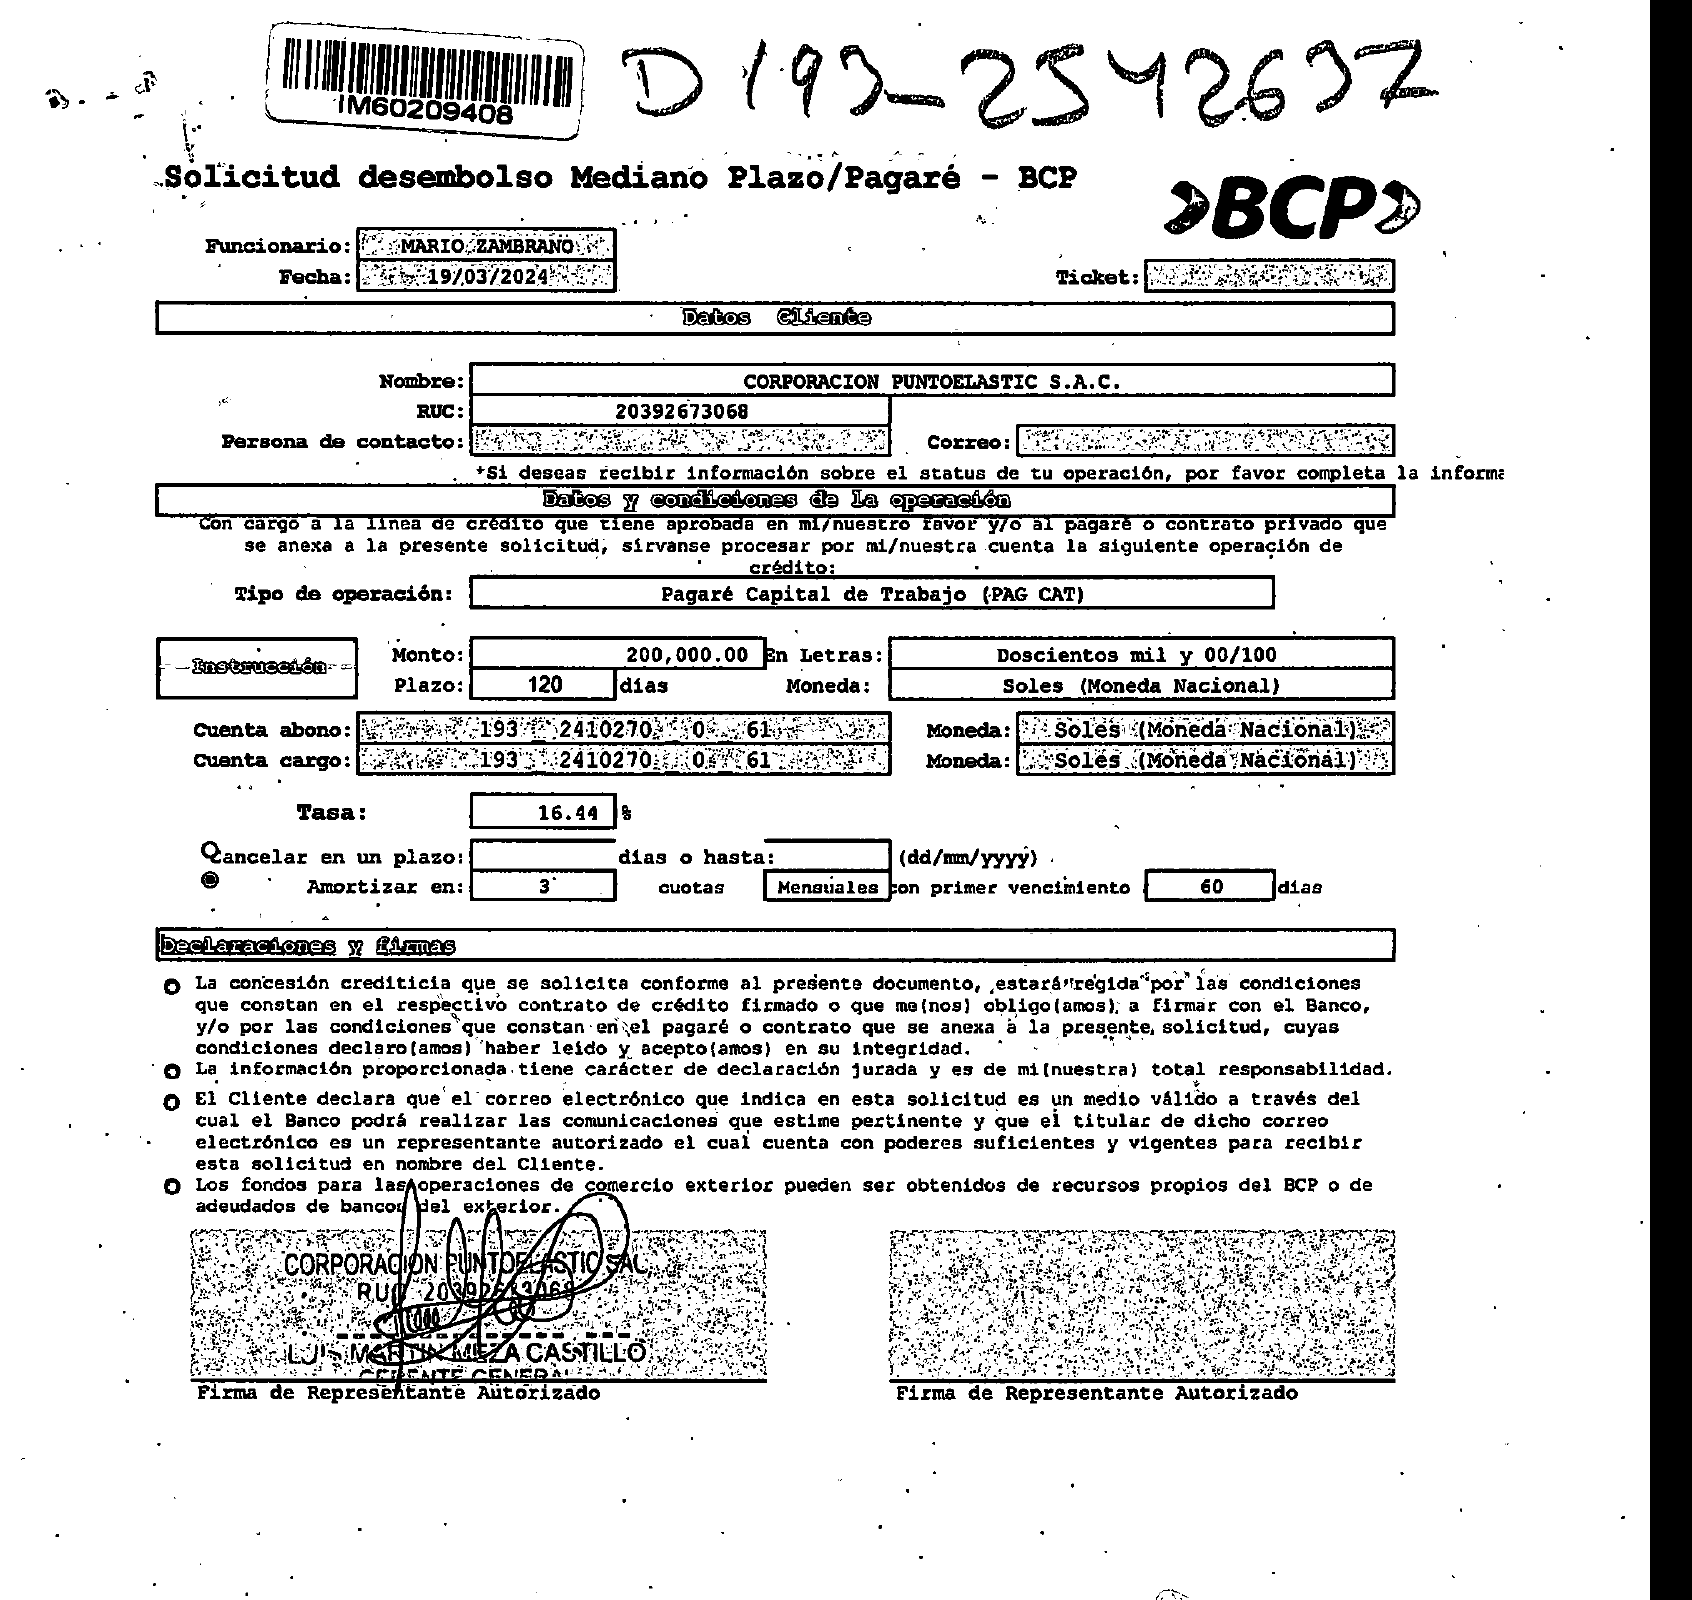 D 193-2542637
IM60209408
Solicitud desembolso Mediano Plazo/Pagaré - BCP
BCP
Funcionario: MARIO ZAMBRANO
Fecha: 19/03/2024 Ticket:
Datos Cliente
Nombre: CORPORACION PUNTOELASTIC S.A.C.
RUC: 20392673068
Persona de contacto: Correo:
*Si deseas recibir información sobre el status de tu operación, por favor completa la informa
Datos y condiciones de la operación
Con cargo a la línea de crédito que tiene aprobada en mi/nuestro favor y/o al pagaré o contrato privado que
se anexa a la presente solicitud, sírvanse procesar por mi/nuestra cuenta la siguiente operación de
crédito:
Tipo de operación: Pagaré Capital de Trabajo (PAG CAT)
Instrucción Monto: 200,000.00 En Letras: Doscientos mil y 00/100
Plazo: 120 días Moneda: Soles (Moneda Nacional)
Cuenta abono: 193 2410270 0 61 Moneda: Soles (Moneda Nacional)
Cuenta cargo: 193 2410270 0 61 Moneda: Soles (Moneda Nacional)
Tasa: 16.44 %
Cancelar en un plazo: días o hasta: (dd/mm/yyyy)
Amortizar en: 3 cuotas Mensuales con primer vencimiento 60 días
Declaraciones y firmas
La concesión crediticia que se solicita conforme al presente documento, estará regida por las condiciones
que constan en el respectivo contrato de crédito firmado o que me(nos) obligo(amos) a firmar con el Banco,
y/o por las condiciones que constan en el pagaré o contrato que se anexa a la presente solicitud, cuyas
condiciones declaro(amos) haber leído y acepto(amos) en su integridad.
La información proporcionada tiene carácter de declaración jurada y es de mi(nuestra) total responsabilidad.
El Cliente declara que el correo electrónico que indica en esta solicitud es un medio válido a través del
cual el Banco podrá realizar las comunicaciones que estime pertinente y que el titular de dicho correo
electrónico es un representante autorizado el cual cuenta con poderes suficientes y vigentes para recibir
esta solicitud en nombre del Cliente.
Los fondos para las operaciones de comercio exterior pueden ser obtenidos de recursos propios del BCP o de
adeudados de bancos del exterior.
CORPORACION PUNTOELASTIC SAC
RUC
LUIS MARTIN MEZA CASTILLO
GERENTE GENERAL
Firma de Representante Autorizado Firma de Representante Autorizado